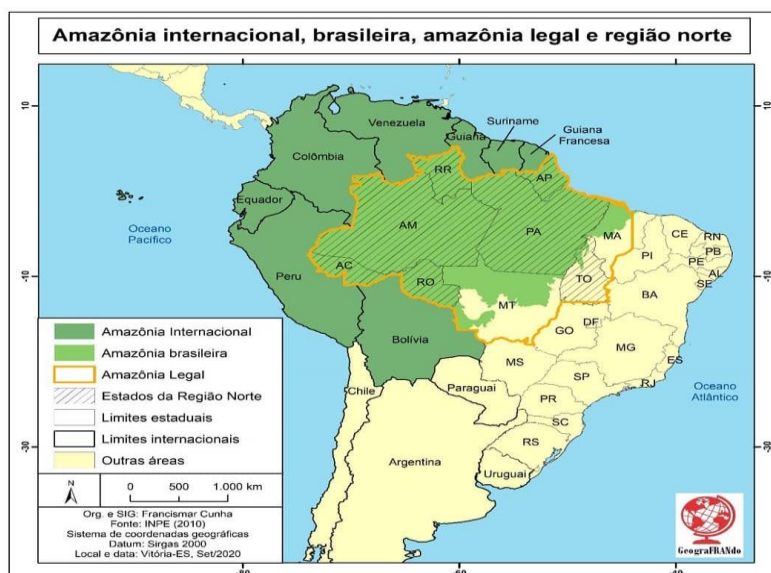 Amazônia internacional, brasileira, amazônia legal e região norte
10
Venezuela
Suriname
Guiana
Guiana
Francesa
Colômbia
RR
AP
Equador
Oceano
Pacífico
AM
PA
MA
CE
RN
PB
PE
AL
SE
PI
-10
Peru
AC
RO
TO
BA
MT
Bolívia
GO
DF
MG
ES
MS
SP
RJ
Oceano
Atlântico
Chile
Paraguai
PR
SC
RS
-30
Argentina
Uruguai
Amazônia Internacional
Amazônia brasileira
Amazônia Legal
Estados da Região Norte
Limites estaduais
Limites internacionais
Outras áreas
N
0 500 1.000 km
Org. e SIG: Francismar Cunha
Fonte: INPE (2010)
Sistema de coordenadas geográficas
Datum: Sirgas 2000
Local e data: Vitória-ES, Set/2020
GeograFRANdo